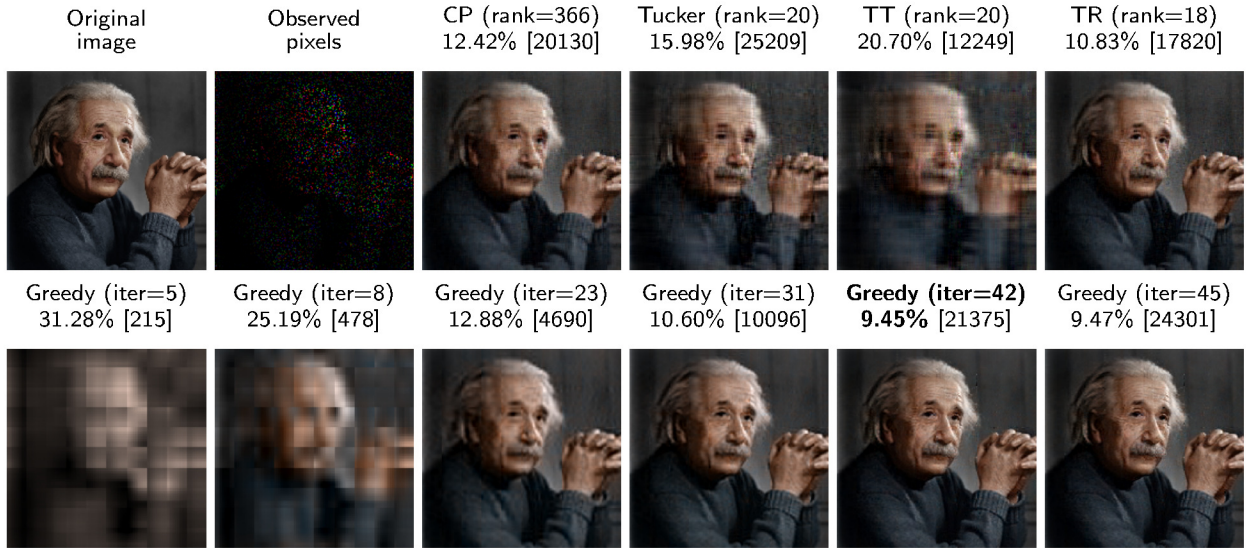 Original image
Observed pixels
CP (rank=366)
12.42% [20130]
Tucker (rank=20)
15.98% [25209]
TT (rank=20)
20.70% [12249]
TR (rank=18)
10.83% [17820]
Greedy (iter=5)
31.28% [215]
Greedy (iter=8)
25.19% [478]
Greedy (iter=23)
12.88% [4690]
Greedy (iter=31)
10.60% [10096]
Greedy (iter=42)
9.45% [21375]
Greedy (iter=45)
9.47% [24301]